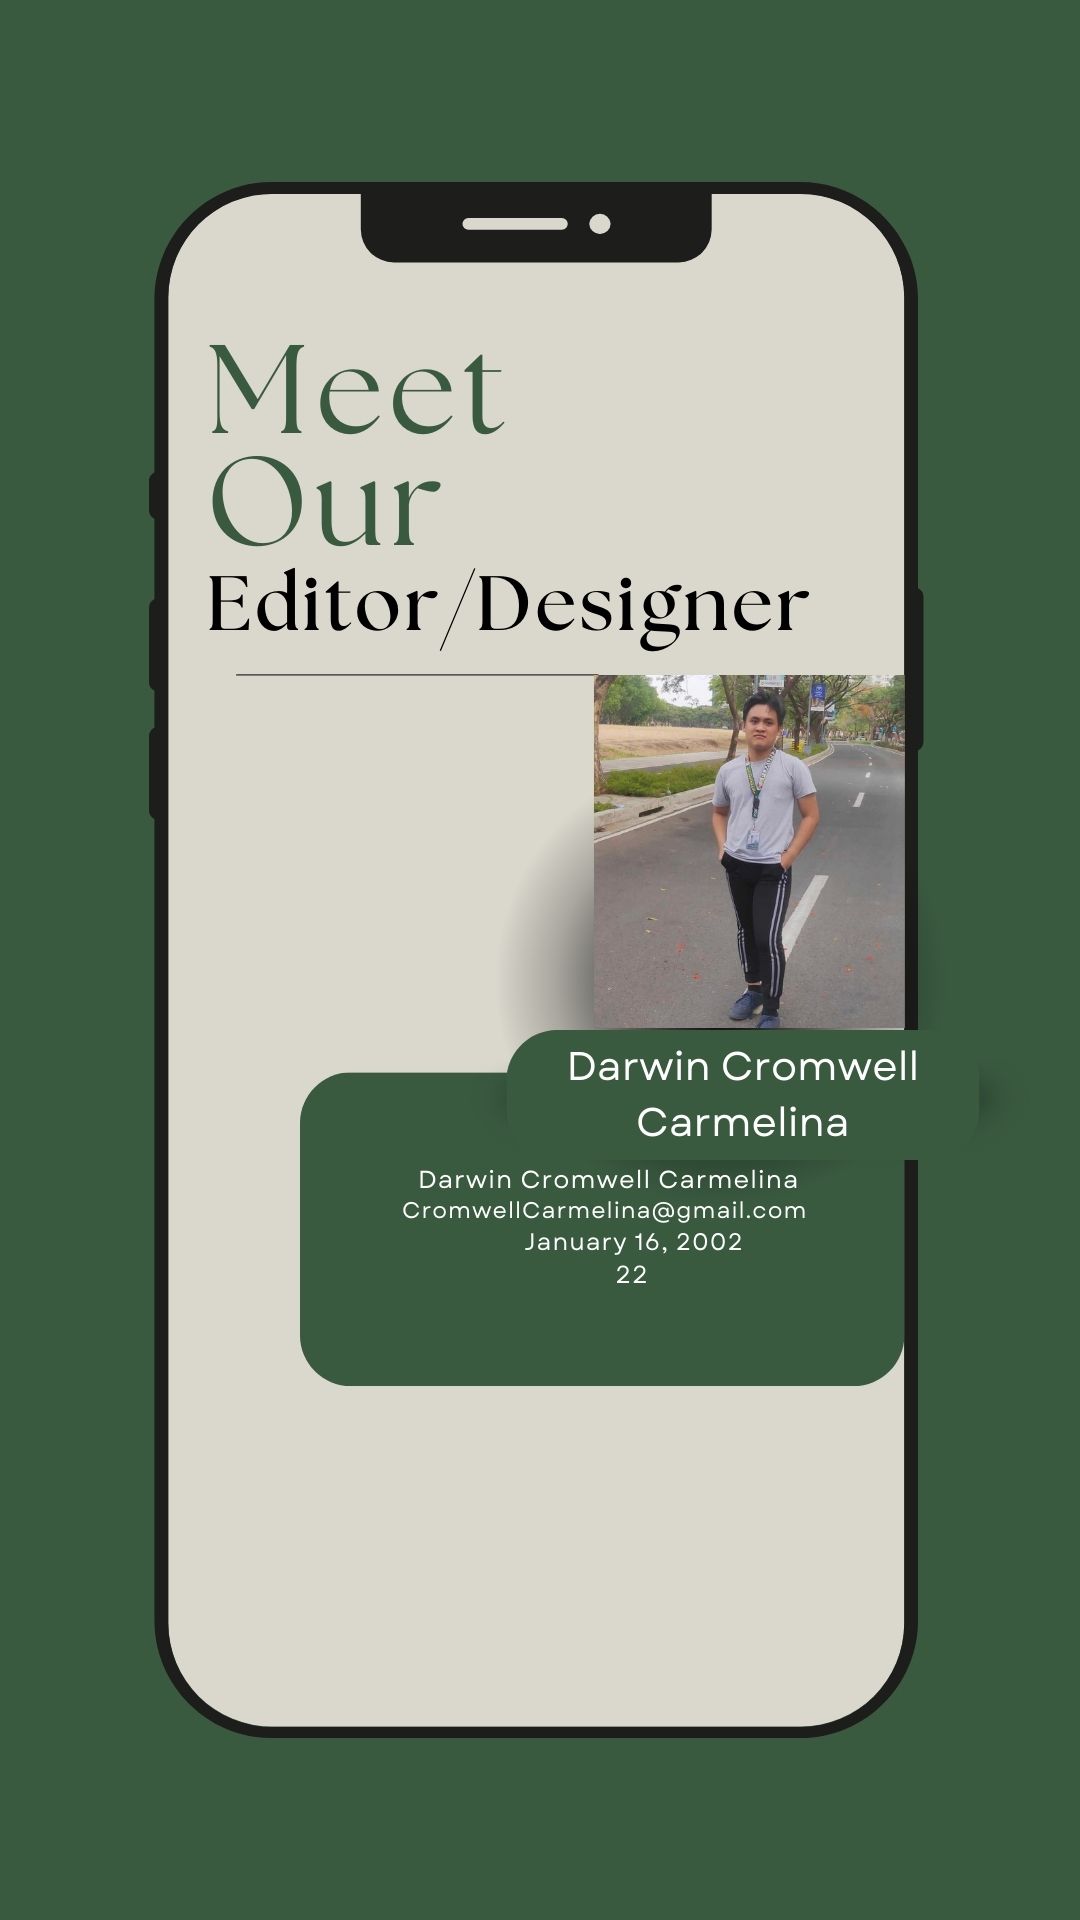 Meet
Our
Editor/Designer
Darwin Cromwell
Carmelina
Darwin Cromwell Carmelina
CromwellCarmelina@gmail.com
January 16, 2002
22